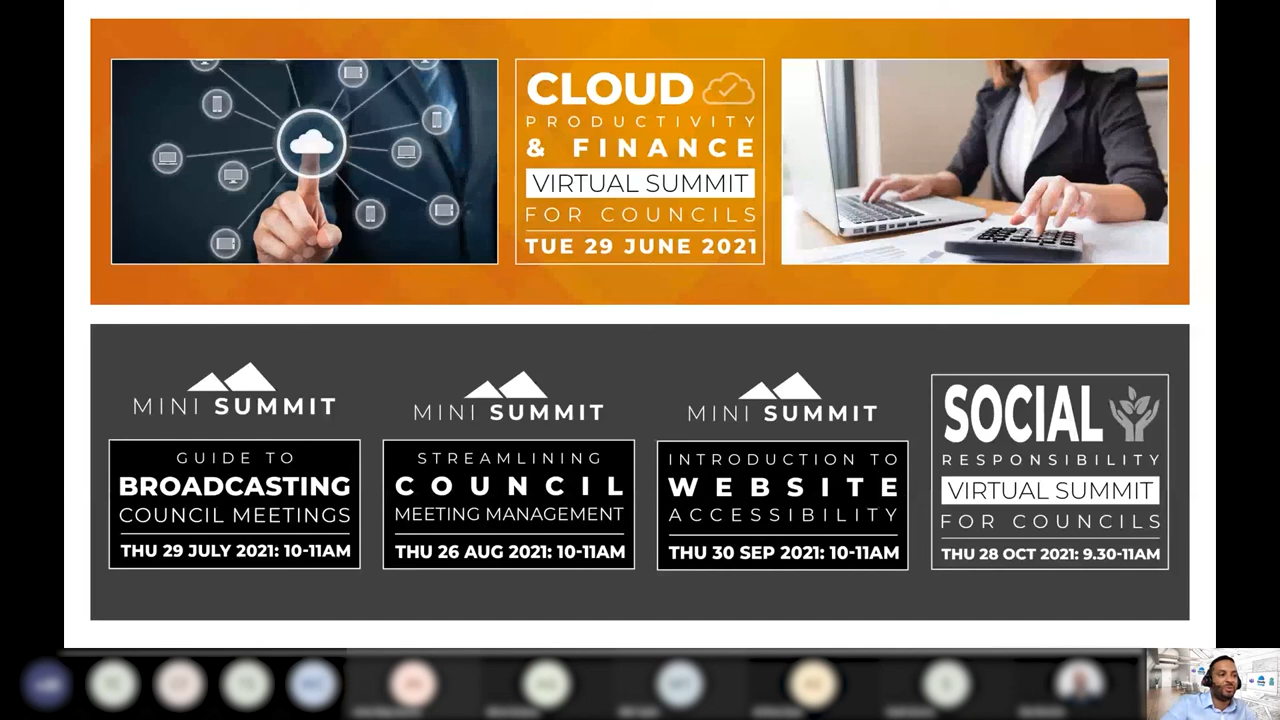 CLOUD
PRODUCTIVITY
& FINANCE
VIRTUAL SUMMIT
FOR COUNCILS
TUE 29 JUNE 2021
MINI SUMMIT
GUIDE TO
BROADCASTING
COUNCIL MEETINGS
THU 29 JULY 2021: 10-11AM
MINI SUMMIT
STREAMLINING
COUNCIL
MEETING MANAGEMENT
THU 26 AUG 2021: 10-11AM
MINI SUMMIT
INTRODUCTION TO
WEBSITE
ACCESSIBILITY
THU 30 SEP 2021: 10-11AM
SOCIAL
RESPONSIBILITY
VIRTUAL SUMMIT
FOR COUNCILS
THU 28 OCT 2021: 9.30-11AM